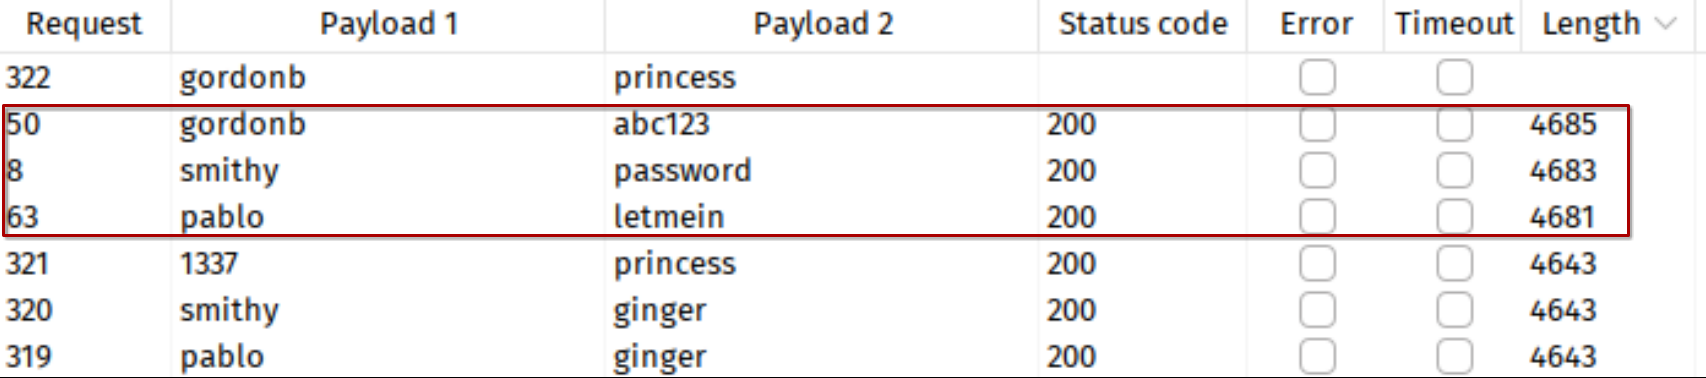 Request Payload 1 Payload 2 Status code Error Timeout Length
322 gordonb princess
50 gordonb abc123 200 4685
8 smithy password 200 4683
63 pablo letmein 200 4681
321 1337 princess 200 4643
320 smithy ginger 200 4643
319 pablo ginger 200 4643